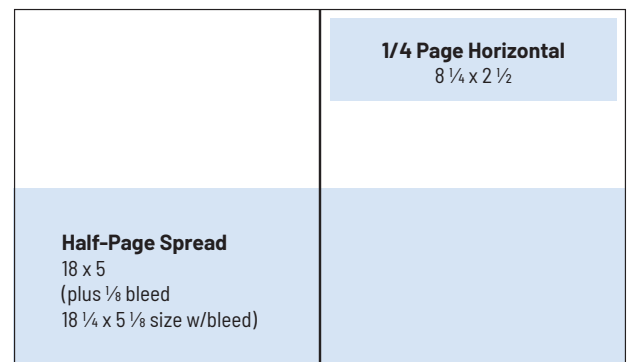 1/4 Page Horizontal
8 ¼ x 2 ½
Half-Page Spread
18 x 5
(plus ⅛ bleed
18 ¼ x 5 ⅛ size w/bleed)